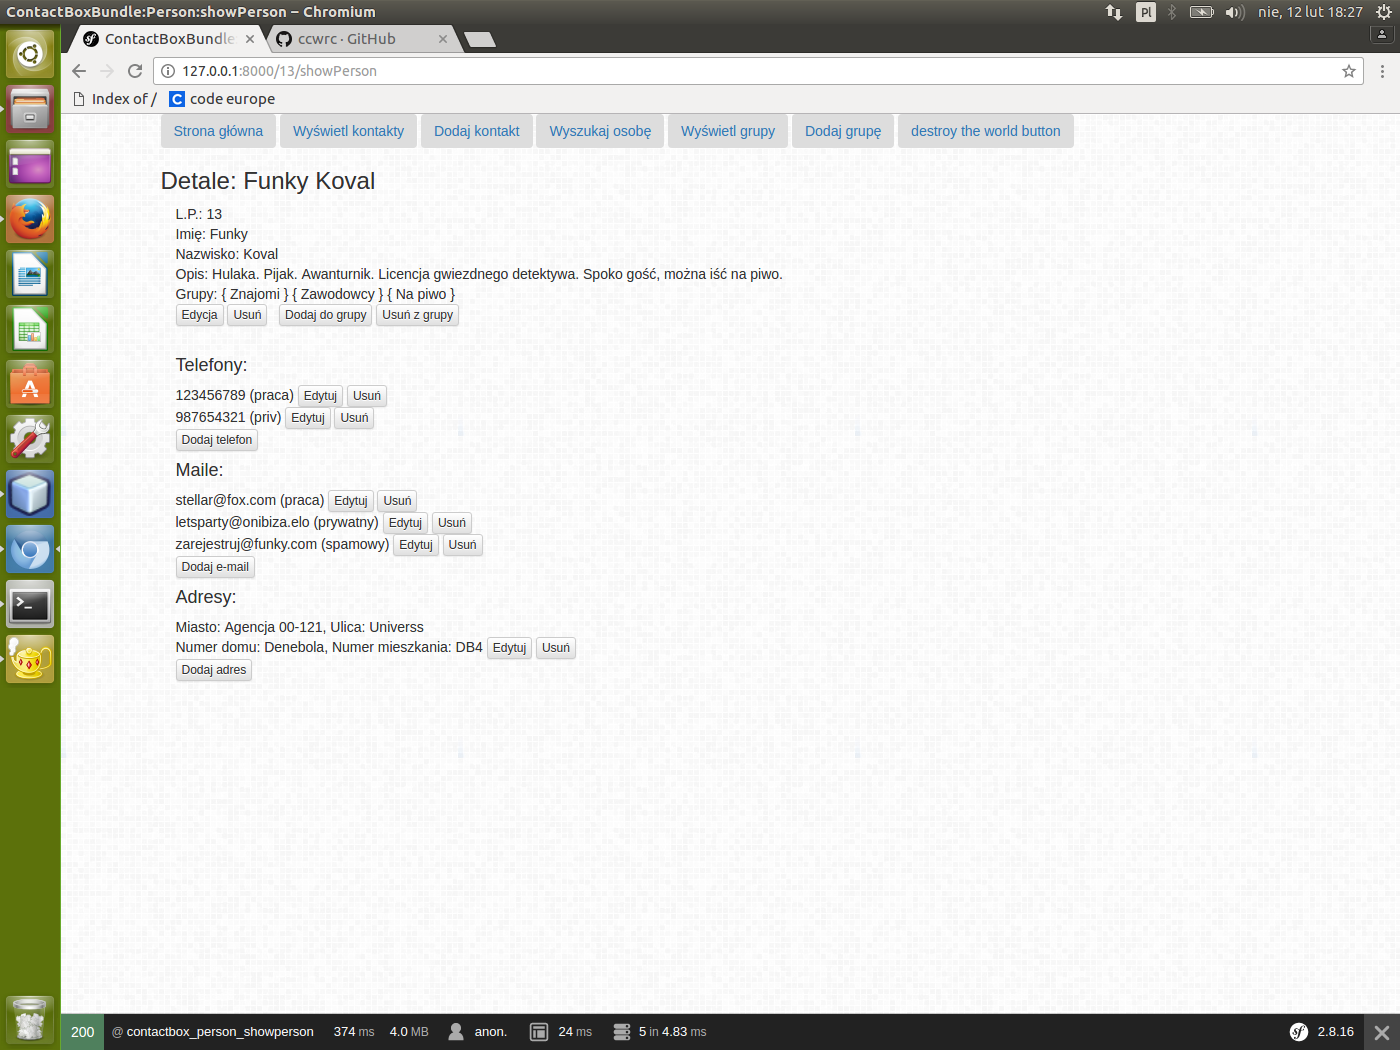 ContactBoxBundle:Person:showPerson – Chromium
Pl
nie, 12 lut 18:27
ContactBoxBundle
ccwrc · GitHub
127.0.0.1:8000/13/showPerson
Index of /
C code europe
Strona główna Wyświetl kontakty Dodaj kontakt Wyszukaj osobę Wyświetl grupy Dodaj grupę destroy the world button
Detale: Funky Koval
L.P.: 13
Imię: Funky
Nazwisko: Koval
Opis: Hulaka. Pijak. Awanturnik. Licencja gwiezdnego detektywa. Spoko gość, można iść na piwo.
Grupy: { Znajomi } { Zawodowcy } { Na piwo }
Edycja Usuń Dodaj do grupy Usuń z grupy
Telefony:
123456789 (praca) Edytuj Usuń
987654321 (priv) Edytuj Usuń
Dodaj telefon
Maile:
stellar@fox.com (praca) Edytuj Usuń
letsparty@onibiza.elo (prywatny) Edytuj Usuń
zarejestruj@funky.com (spamowy) Edytuj Usuń
Dodaj e-mail
Adresy:
Miasto: Agencja 00-121, Ulica: Universs
Numer domu: Denebola, Numer mieszkania: DB4 Edytuj Usuń
Dodaj adres
200 @ contactbox_person_showperson 374 ms 4.0 MB anon. 24 ms 5 in 4.83 ms sf 2.8.16